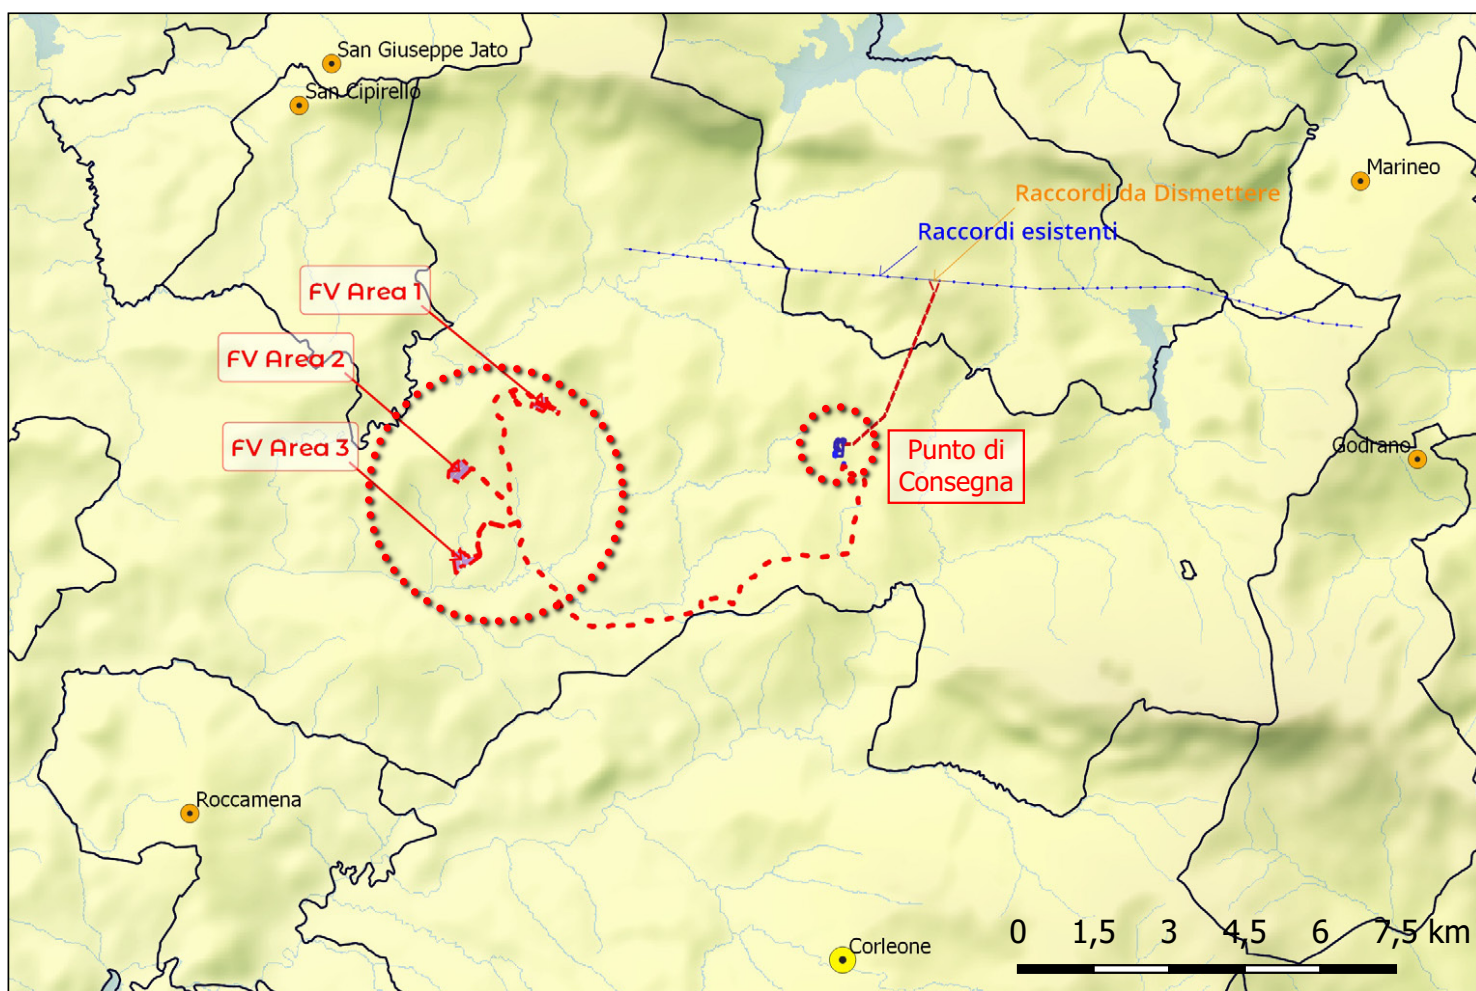 San Giuseppe Jato
San Cipirello
Marineo
Raccordi da Dismettere
Raccordi esistenti
FV Area 1
FV Area 2
FV Area 3
Punto di
Consegna
Godrano
Roccamena
Corleone
0 1,5 3 4,5 6 7,5 km